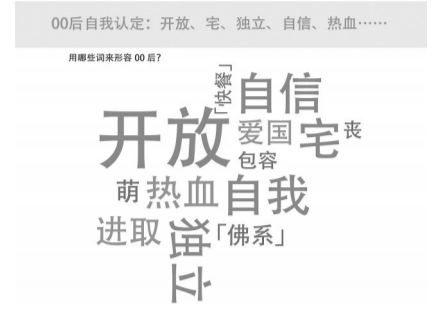 00后自我认定：开放、宅、独立、自信、热血……
用哪些词来形容 00 后？
「快餐」
自信
开放
爱国
宅
丧
包容
萌
热血
自我
进取
独立
「佛系」